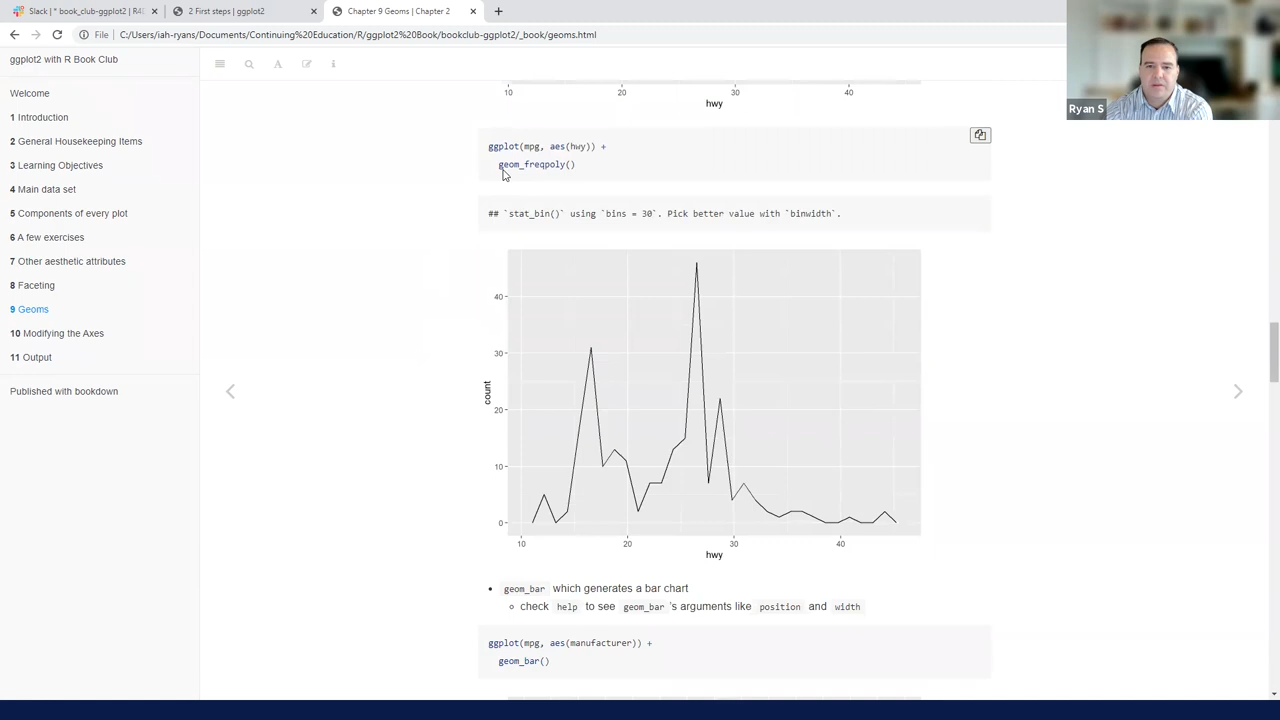 Slack | * book_club-ggplot2 | R4D
2 First steps | ggplot2
Chapter 9 Geoms | Chapter 2
File
C:/Users/iah-ryans/Documents/Continuing%20Education/R/ggplot2%20Book/bookclub-ggplot2/_book/geoms.html
Ryan S
ggplot2 with R Book Club
Welcome
1 Introduction
2 General Housekeeping Items
3 Learning Objectives
4 Main data set
5 Components of every plot
6 A few exercises
7 Other aesthetic attributes
8 Faceting
9 Geoms
10 Modifying the Axes
11 Output
Published with bookdown
10 20 30 40
hwy
ggplot(mpg, aes(hwy)) +
geom_freqpoly()
## `stat_bin()` using `bins = 30`. Pick better value with `binwidth`.
40
30
20
10
0
count
10 20 30 40
hwy
• geom_bar which generates a bar chart
check help to see geom_bar 's arguments like position and width
ggplot(mpg, aes(manufacturer)) +
geom_bar()